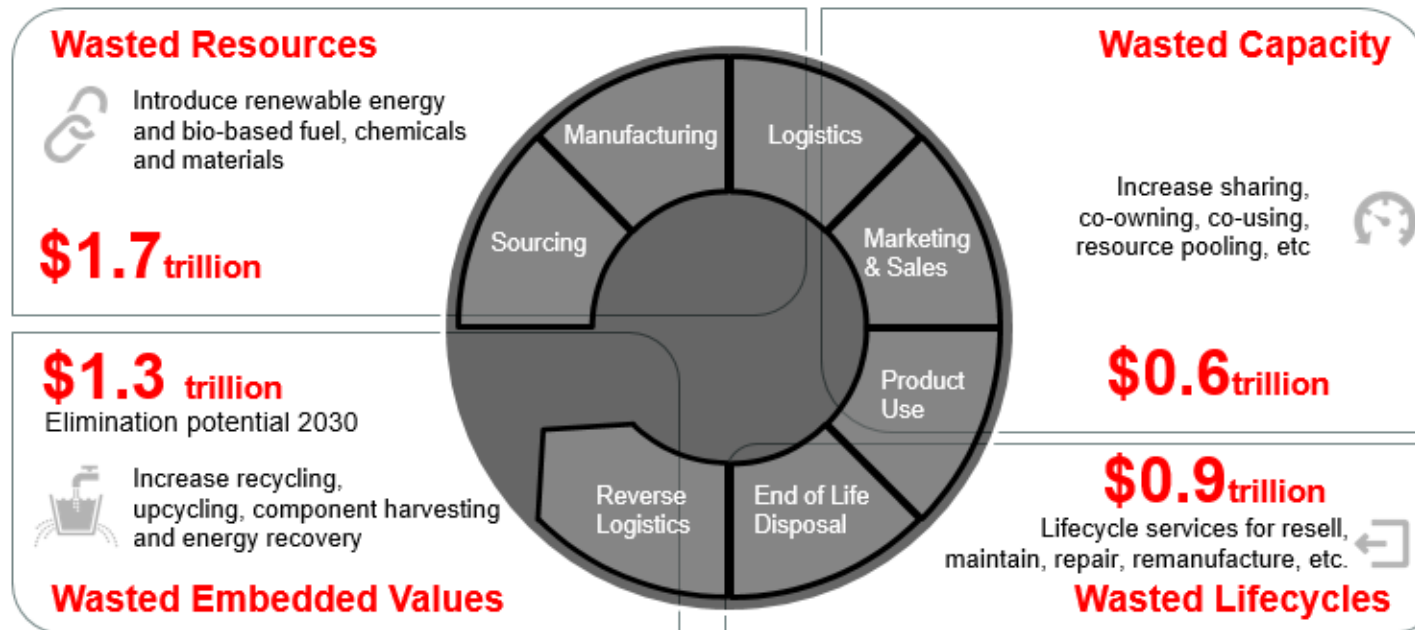 Wasted Resources
Introduce renewable energy
and bio-based fuel, chemicals
and materials
$1.7 trillion
Wasted Capacity
Increase sharing,
co-owning, co-using,
resource pooling, etc
$0.6 trillion
Manufacturing
Logistics
Sourcing
Marketing
& Sales
Product
Use
Reverse
Logistics
End of Life
Disposal
$1.3 trillion
Elimination potential 2030
Increase recycling,
upcycling, component harvesting
and energy recovery
Wasted Embedded Values
$0.9 trillion
Lifecycle services for resell,
maintain, repair, remanufacture, etc.
Wasted Lifecycles